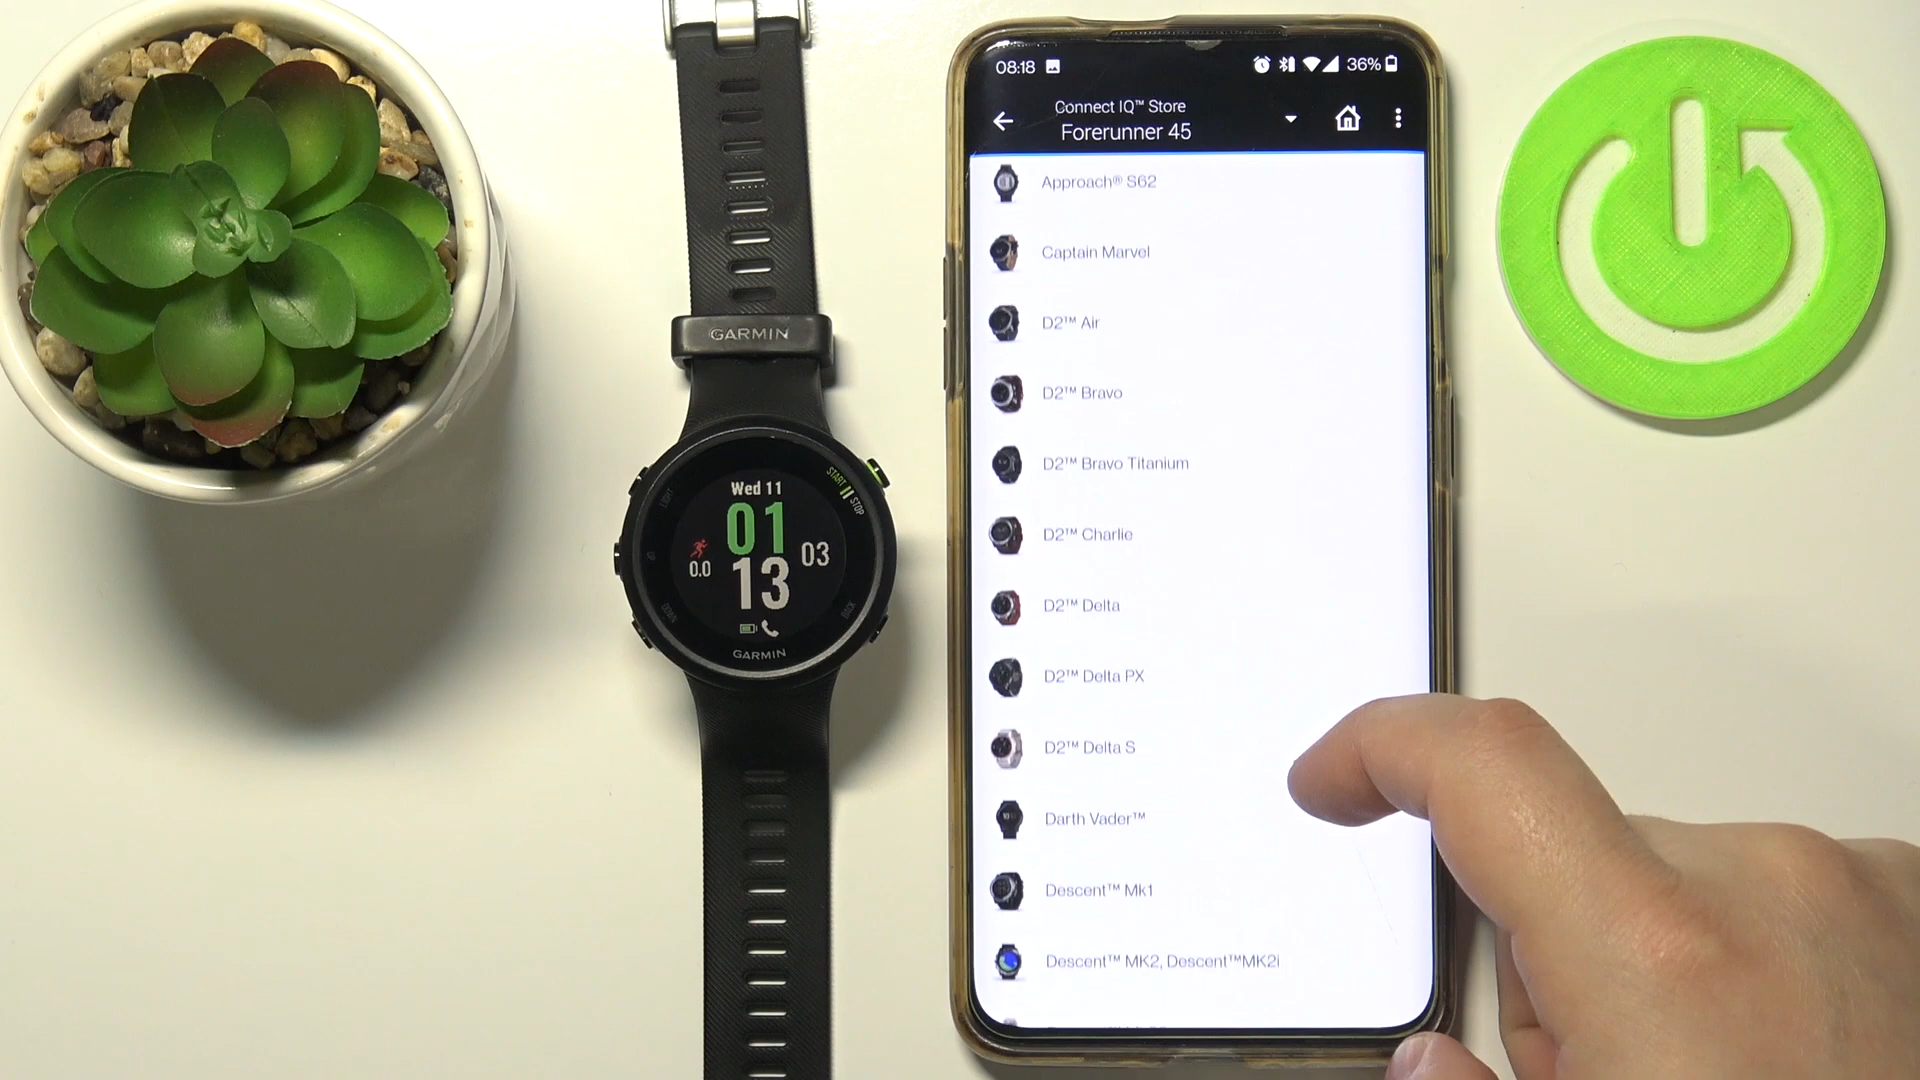 GARMIN
LIGHT
START
STOP
UP
DOWN
BACK
Wed 11
01
13
0.0
03
GARMIN
08:18
36%
Connect IQ™ Store
Forerunner 45
Approach® S62
Captain Marvel
D2™ Air
D2™ Bravo
D2™ Bravo Titanium
D2™ Charlie
D2™ Delta
D2™ Delta PX
D2™ Delta S
Darth Vader™
Descent™ Mk1
Descent™ MK2, Descent™MK2i